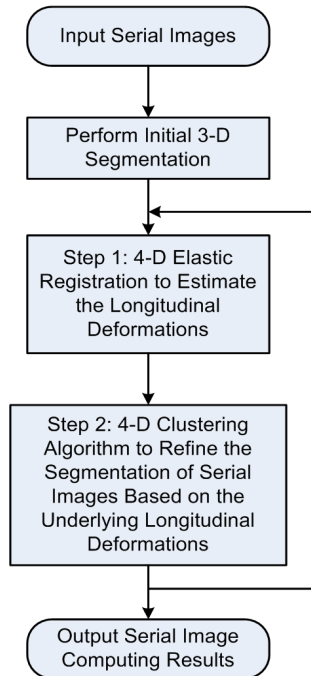 Input Serial Images
Perform Initial 3-D
Segmentation
Step 1: 4-D Elastic
Registration to Estimate
the Longitudinal
Deformations
Step 2: 4-D Clustering
Algorithm to Refine the
Segmentation of Serial
Images Based on the
Underlying Longitudinal
Deformations
Output Serial Image
Computing Results